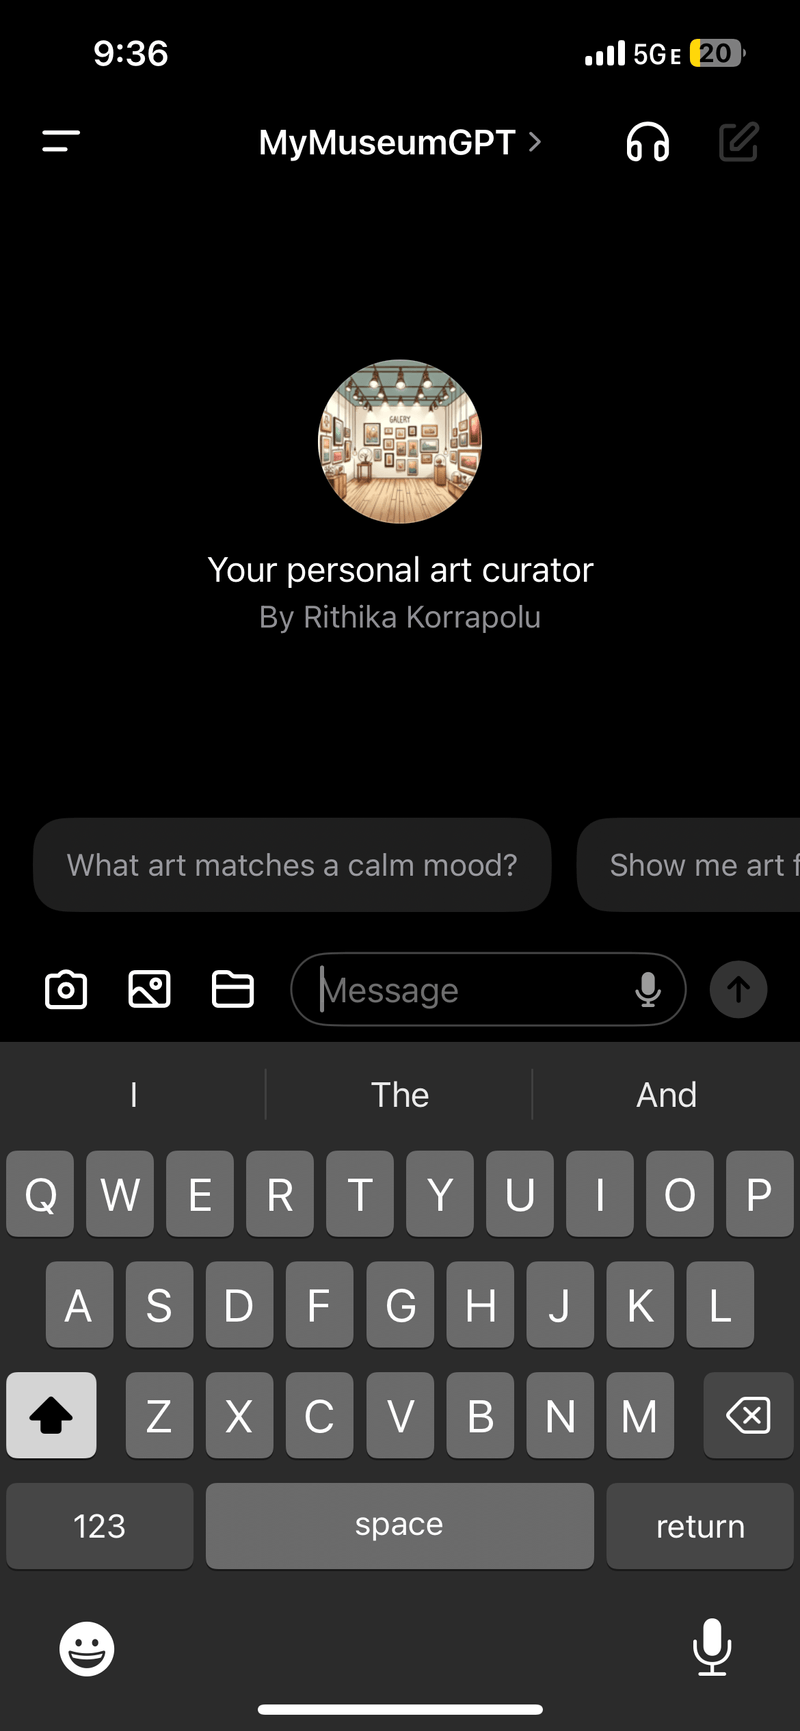 9:36 5GE 20
MyMuseumGPT
GALERY
Your personal art curator
By Rithika Korrapolu
What art matches a calm mood? Show me art f
Message
I The And
Q W E R T Y U I O P
A S D F G H J K L
Z X C V B N M
123 space return